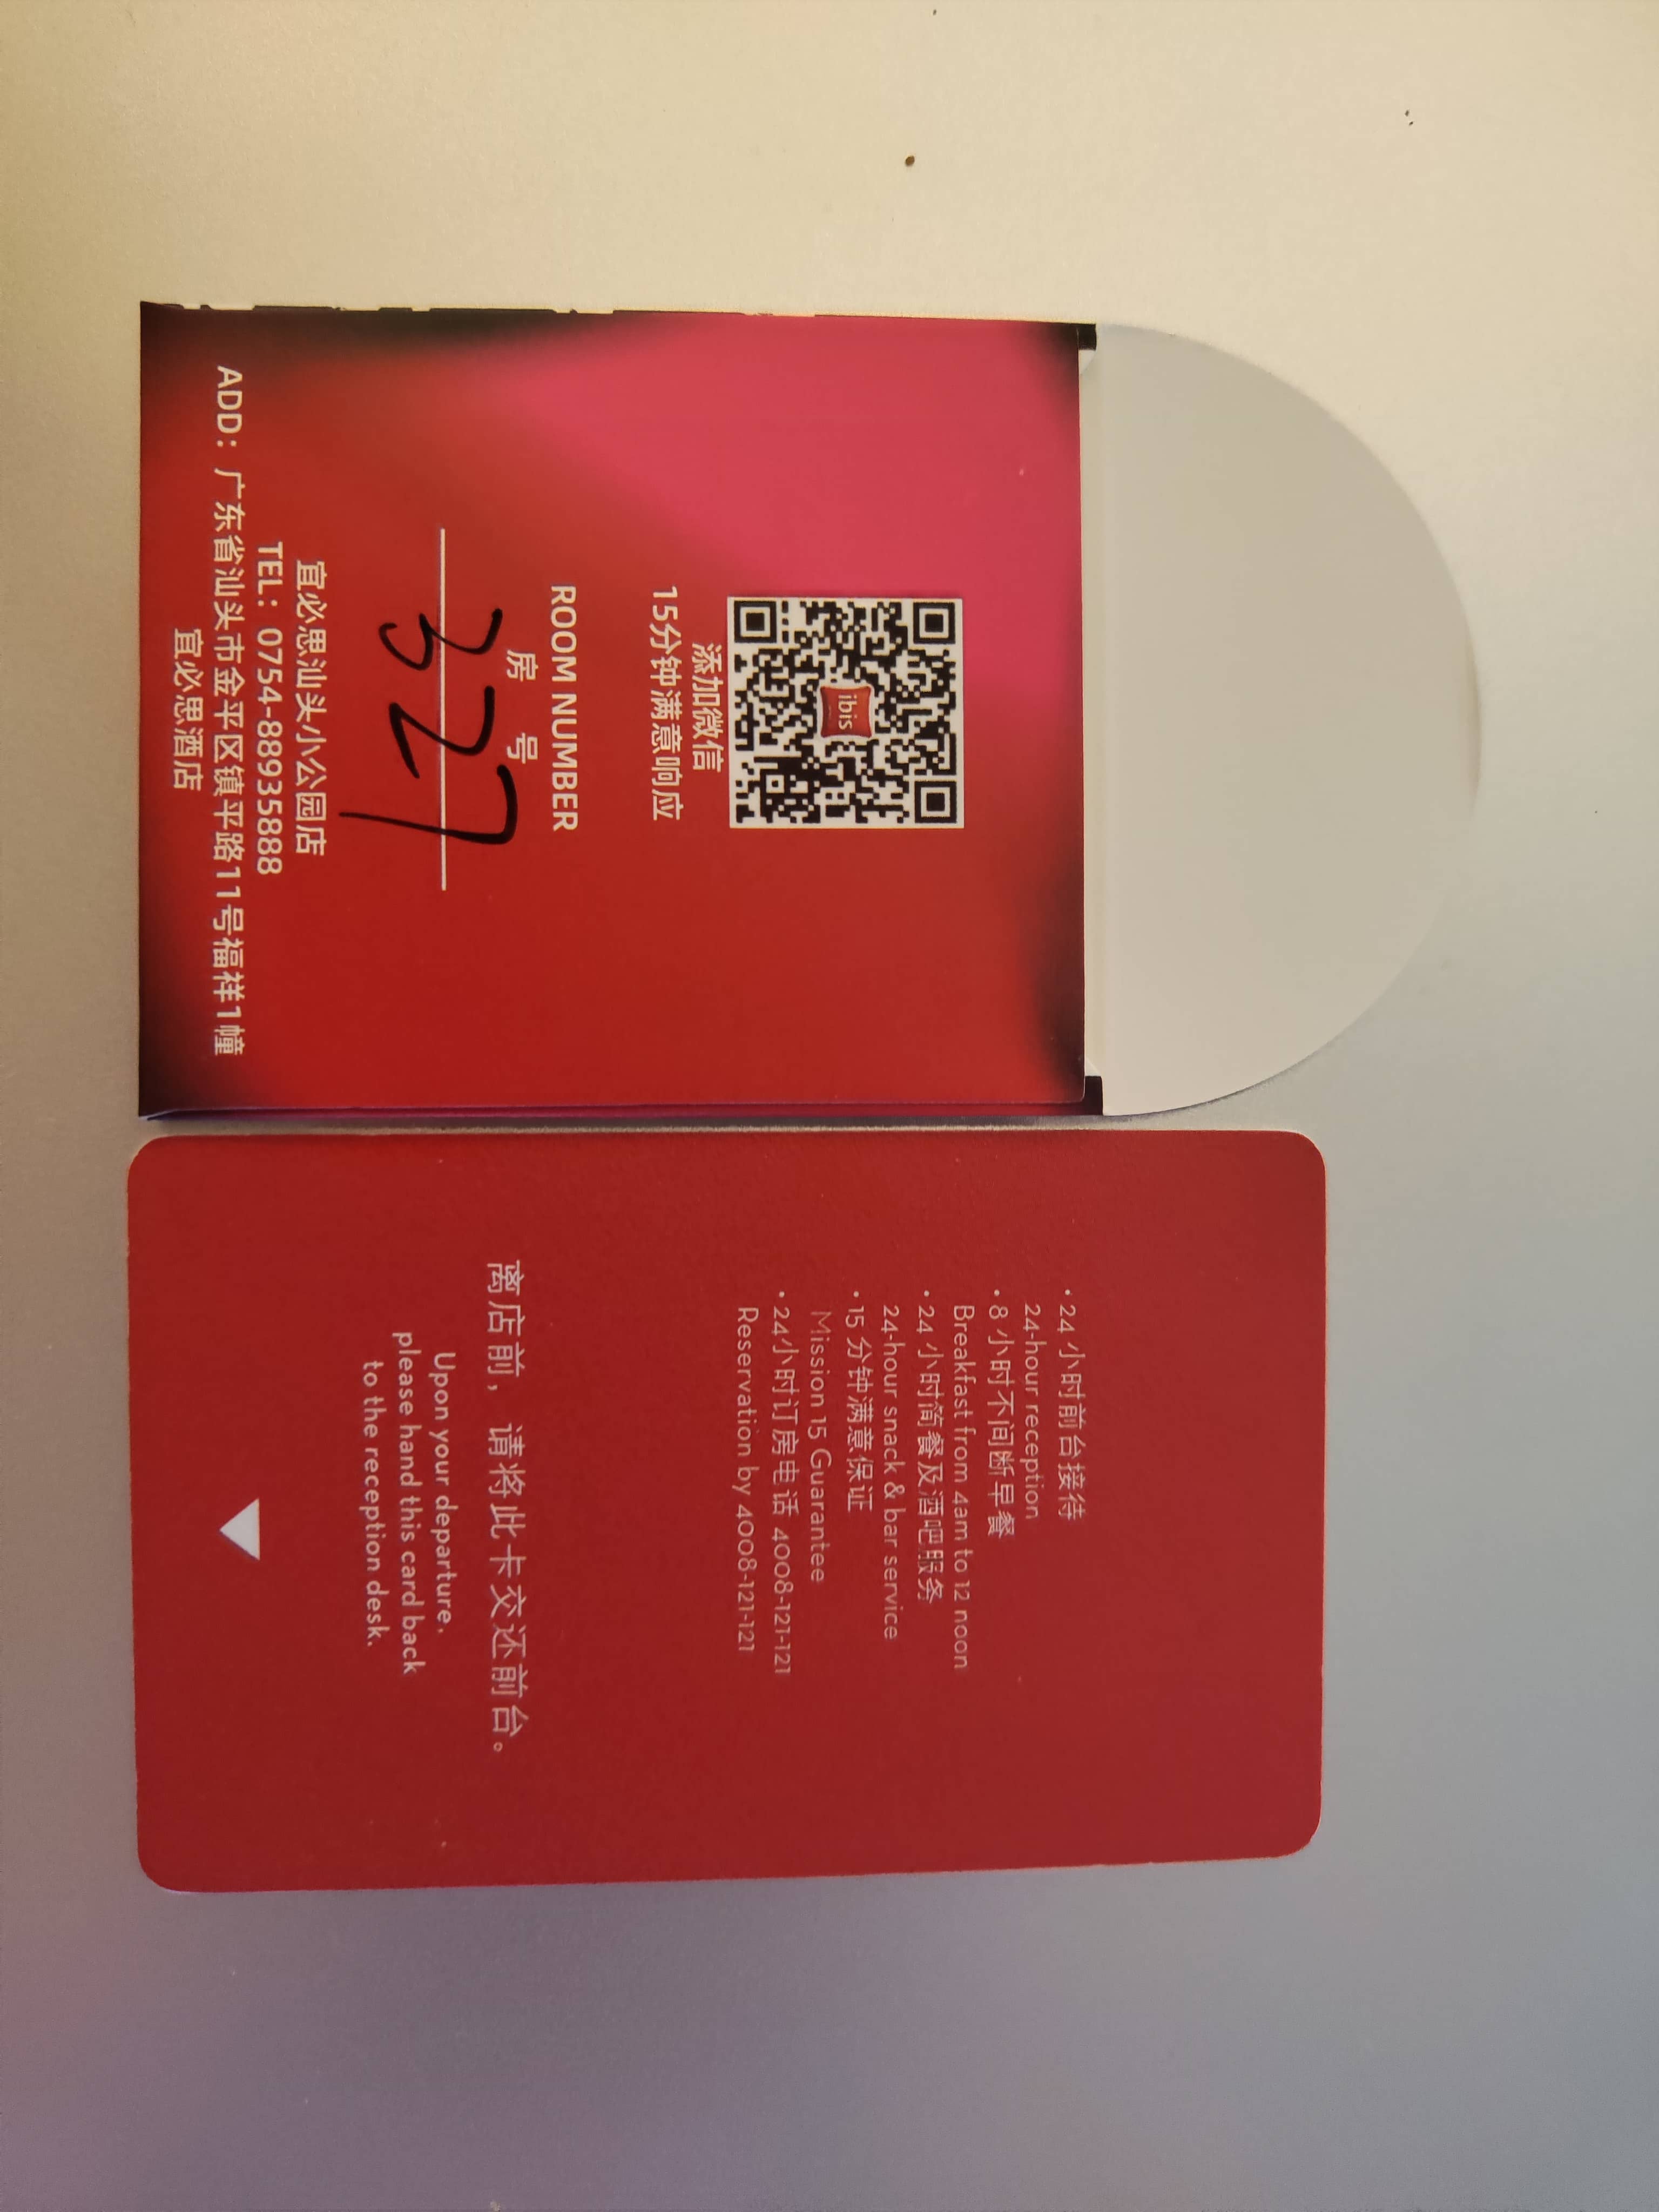 ibis
添加微信
15分钟满意响应
ROOM NUMBER
房 号
327
宜必思汕头小公园店
TEL：0754-88935888
ADD：广东省汕头市金平区镇平路11号福祥1幢
宜必思酒店
·24 小时前台接待
24-hour reception
·8 小时不间断早餐
Breakfast from 4am to 12 noon
·24 小时简餐及酒吧服务
24-hour snack & bar service
·15 分钟满意保证
Mission 15 Guarantee
·24小时订房电话 4008-121-121
Reservation by 4008-121-121
离店前，请将此卡交还前台。
Upon your departure,
please hand this card back
to the reception desk.